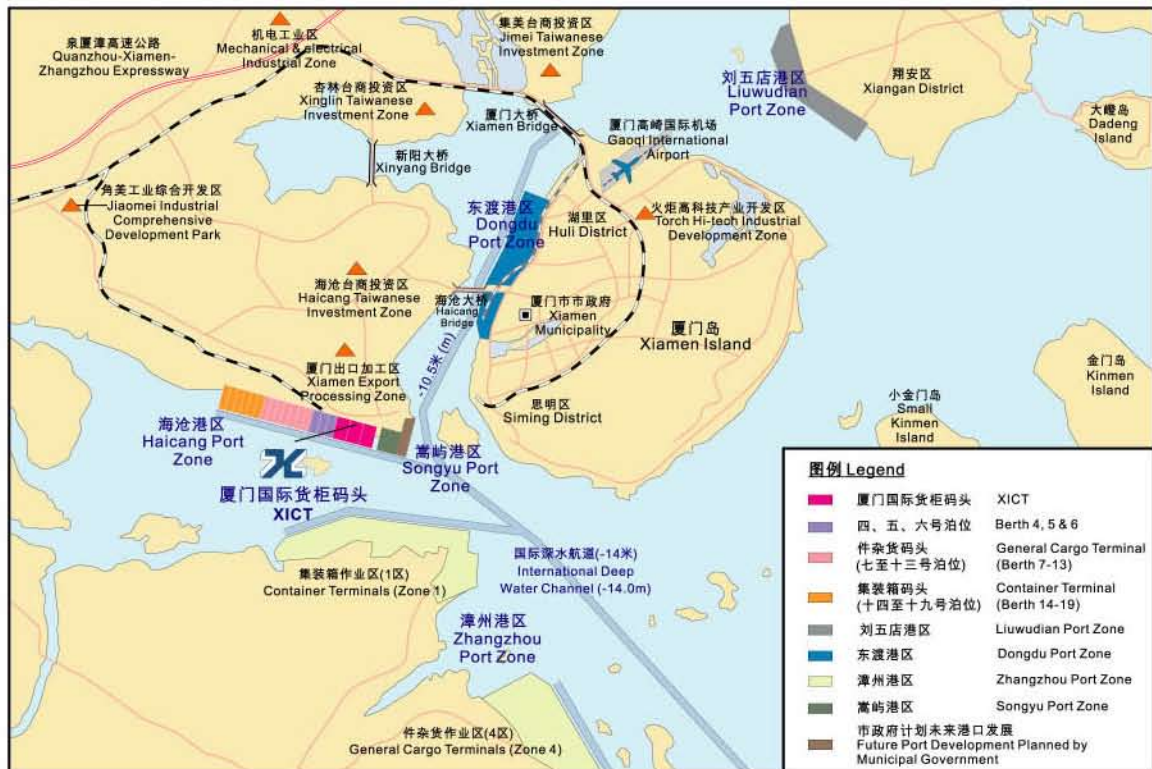 泉厦漳高速公路
Quanzhou-Xiamen-
Zhangzhou Expressway
机电工业区
Mechanical & electrical
Industrial Zone
集美台商投资区
Jimei Taiwanese
Investment Zone
杏林台商投资区
Xinglin Taiwanese
Investment Zone
厦门大桥
Xiamen Bridge
新阳大桥
Xinyang Bridge
厦门高崎国际机场
Gaoqi International
Airport
刘五店港区
Liuwudian
Port Zone
翔安区
Xiangan District
大嶝岛
Dadeng Island
角美工业综合开发区
Jiaomei Industrial
Comprehensive
Development Park
东渡港区
Dongdu
Port Zone
湖里区
Huli District
火炬高科技产业开发区
Torch Hi-tech Industrial
Development Zone
海沧台商投资区
Haicang Taiwanese
Investment Zone
海沧大桥
Haicang
Bridge
厦门市市政府
Xiamen
Municipality
厦门岛
Xiamen Island
-10.5米 (m)
厦门出口加工区
Xiamen Export
Processing Zone
思明区
Siming District
金门岛
Kinmen
Island
小金门岛
Small
Kinmen
Island
海沧港区
Haicang Port
Zone
嵩屿港区
Songyu Port
Zone
厦门国际货柜码头
XICT
国际深水航道(-14米)
International Deep
Water Channel (-14.0m)
集装箱作业区(1区)
Container Terminals (Zone 1)
漳州港区
Zhangzhou
Port Zone
件杂货作业区(4区)
General Cargo Terminals (Zone 4)
图例 Legend
厦门国际货柜码头 XICT
四、五、六号泊位 Berth 4, 5 & 6
件杂货码头 General Cargo Terminal
(七至十三号泊位) (Berth 7-13)
集装箱码头 Container Terminal
(十四至十九号泊位) (Berth 14-19)
刘五店港区 Liuwudian Port Zone
东渡港区 Dongdu Port Zone
漳州港区 Zhangzhou Port Zone
嵩屿港区 Songyu Port Zone
市政府计划未来港口发展
Future Port Development Planned by
Municipal Government